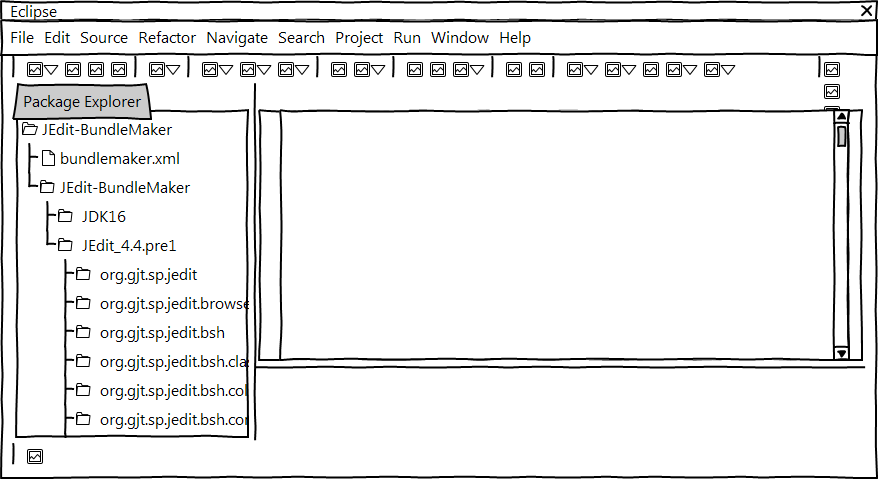 Eclipse
File Edit Source Refactor Navigate Search Project Run Window Help
Package Explorer
JEdit-BundleMaker
bundlemaker.xml
JEdit-BundleMaker
JDK16
JEdit_4.4.pre1
org.gjt.sp.jedit
org.gjt.sp.jedit.browse
org.gjt.sp.jedit.bsh
org.gjt.sp.jedit.bsh.cla
org.gjt.sp.jedit.bsh.col
org.gjt.sp.jedit.bsh.con